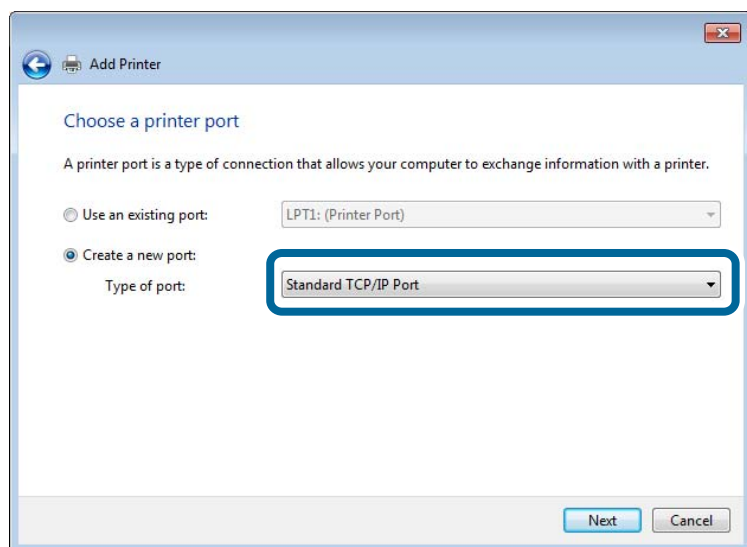 Add Printer
Choose a printer port
A printer port is a type of connection that allows your computer to exchange information with a printer.
Use an existing port: LPT1: (Printer Port)
Create a new port:
Type of port: Standard TCP/IP Port
Next Cancel